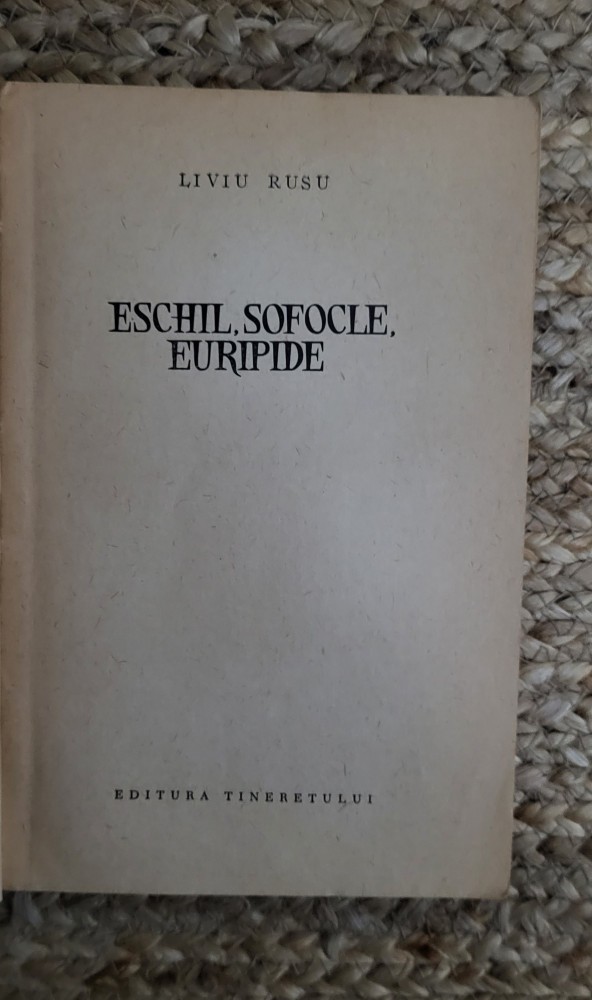 LIVIU RUSU
ESCHIL, SOFOCLE,
EURIPIDE
EDITURA TINERETULUI